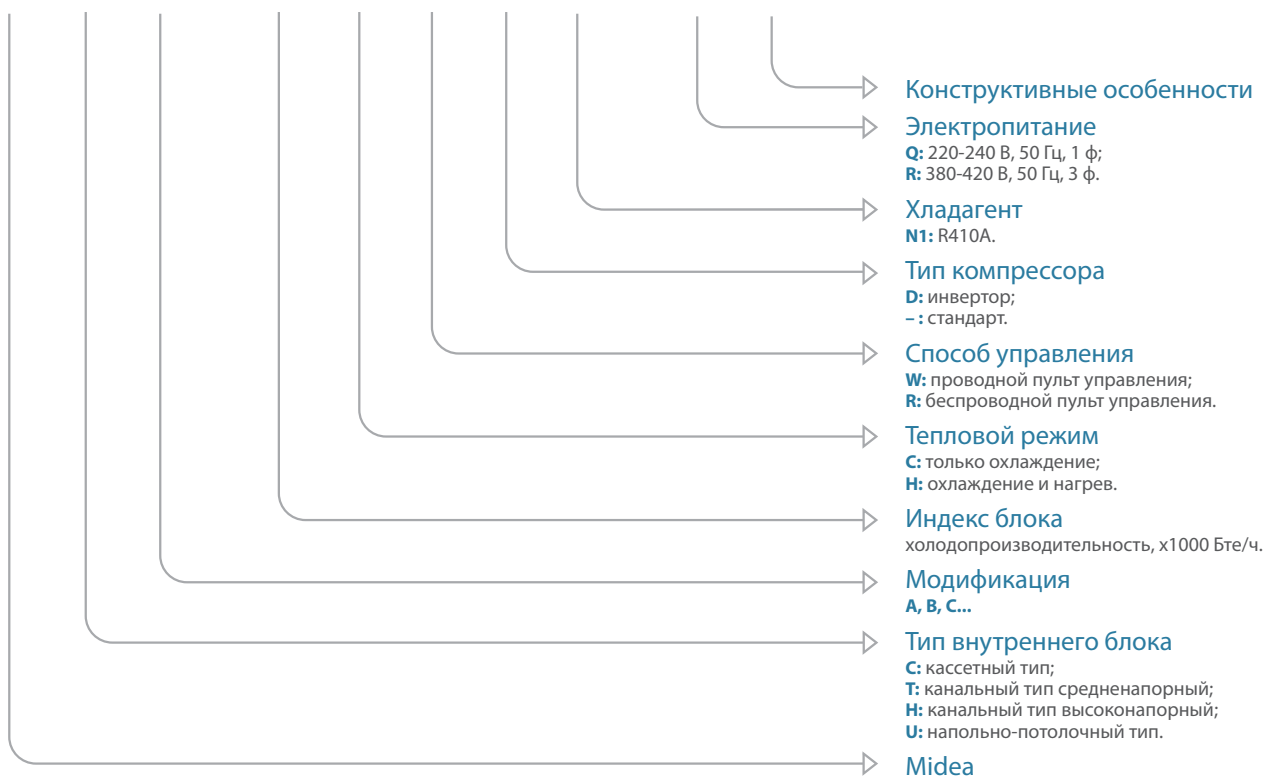 Конструктивные особенности
Электропитание
Q: 220-240 В, 50 Гц, 1 ф;
R: 380-420 В, 50 Гц, 3 ф.
Хладагент
N1: R410A.
Тип компрессора
D: инвертор;
– : стандарт.
Способ управления
W: проводной пульт управления;
R: беспроводной пульт управления.
Тепловой режим
C: только охлаждение;
H: охлаждение и нагрев.
Индекс блока
холодопроизводительность, x1000 Бте/ч.
Модификация
A, B, C...
Тип внутреннего блока
C: кассетный тип;
T: канальный тип средненапорный;
H: канальный тип высоконапорный;
U: напольно-потолочный тип.
Midea